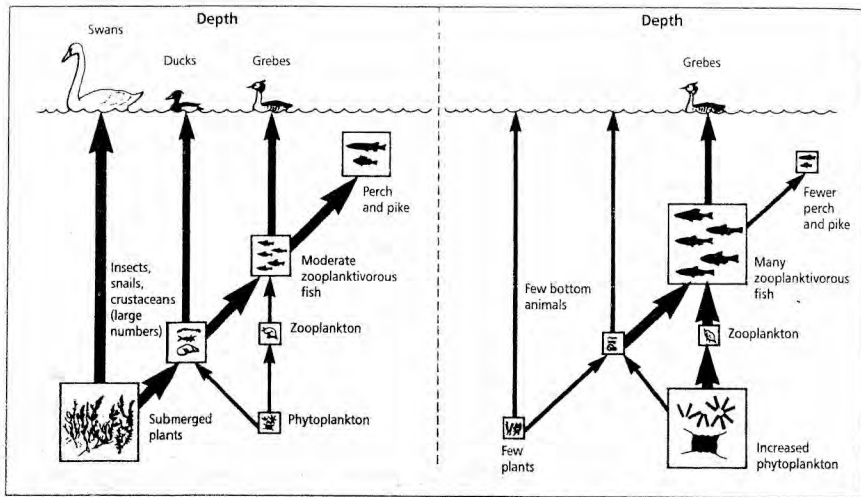 Depth
Swans
Ducks
Grebes
Perch
and pike
Insects,
snails,
crustaceans
(large
numbers)
Moderate
zooplanktivorous
fish
Zooplankton
Submerged
plants
Phytoplankton
Depth
Grebes
Fewer
perch
and pike
Many
zooplanktivorous
fish
Few bottom
animals
Zooplankton
Few
plants
Increased
phytoplankton